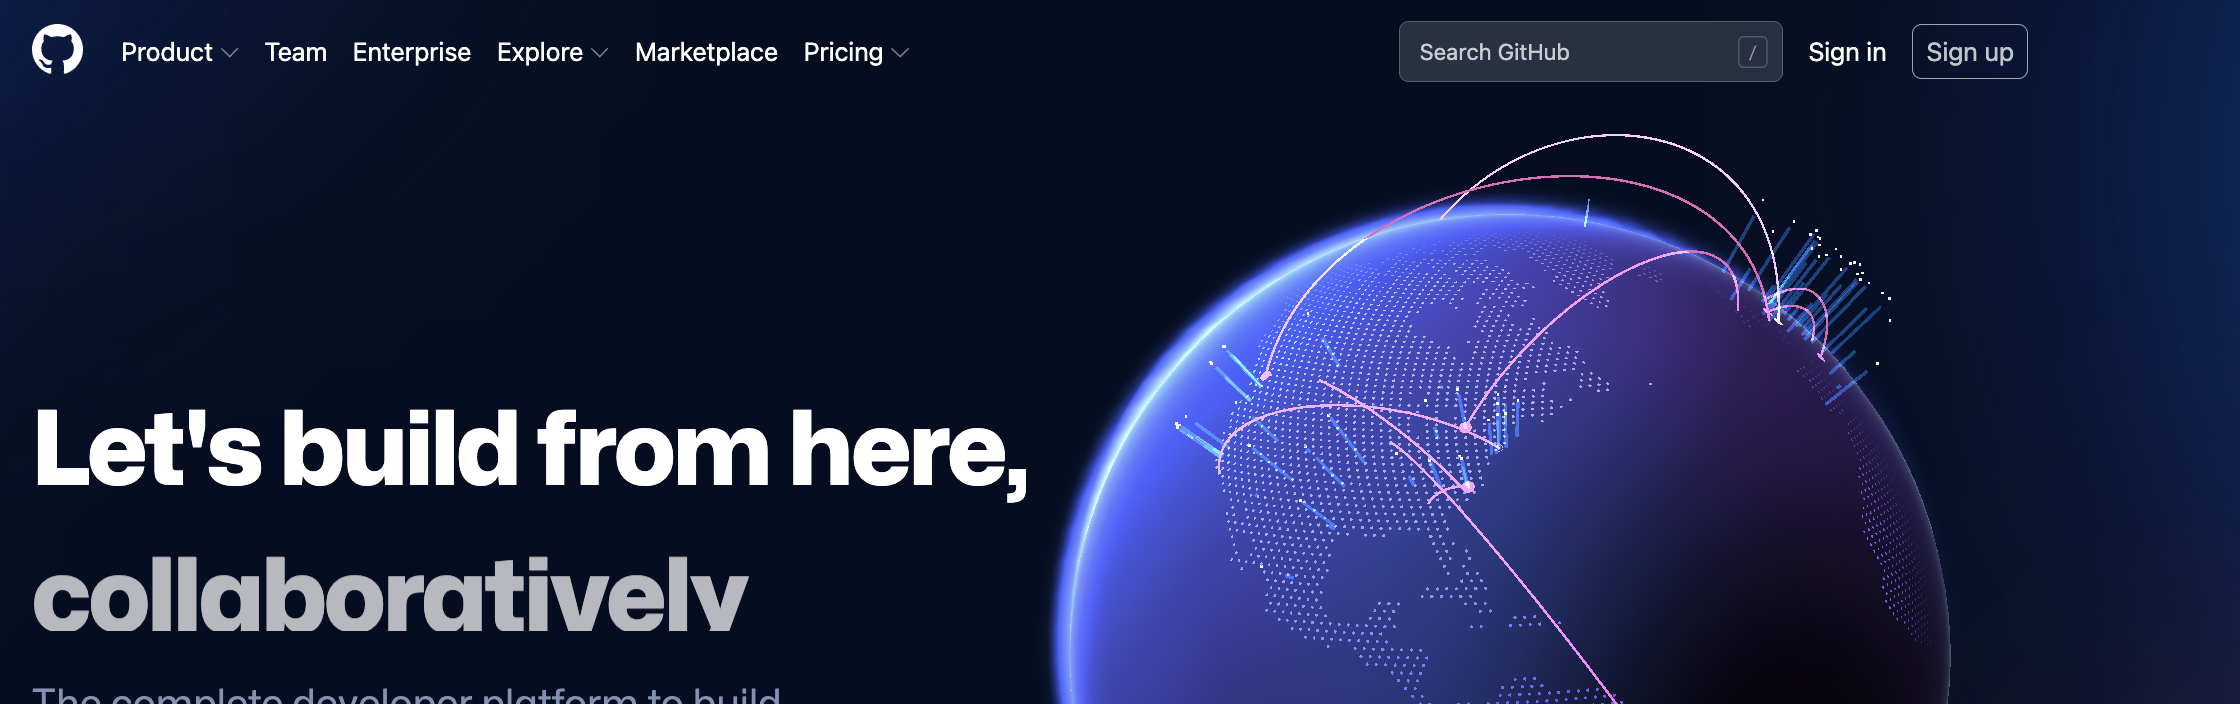 Product Team Enterprise Explore Marketplace Pricing Search GitHub / Sign in Sign up
Let's build from here,
collaboratively
The complete developer platform to build